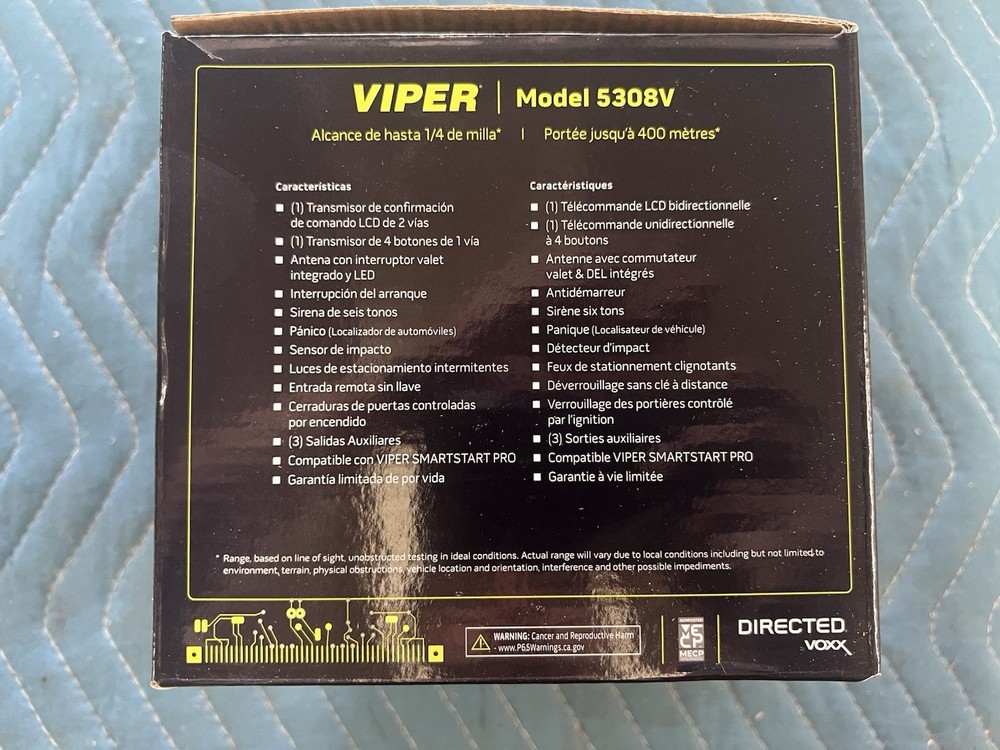 VIPER | Model 5308V
Alcance de hasta 1/4 de milla* | Portée jusqu'à 400 mètres*
Características
(1) Transmisor de confirmación
de comando LCD de 2 vías
(1) Transmisor de 4 botones de 1 vía
Antena con interruptor valet
integrado y LED
Interrupción del arranque
Sirena de seis tonos
Pánico (Localizador de automóviles)
Sensor de impacto
Luces de estacionamiento intermitentes
Entrada remota sin llave
Cerraduras de puertas controladas
por encendido
(3) Salidas Auxiliares
Compatible con VIPER SMARTSTART PRO
Garantía limitada de por vida
Caractéristiques
(1) Télécommande LCD bidirectionnelle
(1) Télécommande unidirectionnelle
à 4 boutons
Antenne avec commutateur
valet & DEL intégrés
Antidémarreur
Sirène six tons
Panique (Localisateur de véhicule)
Détecteur d'impact
Feux de stationnement clignotants
Déverrouillage sans clé à distance
Verrouillage des portières contrôlé
par l'ignition
(3) Sorties auxiliaires
Compatible VIPER SMARTSTART PRO
Garantie à vie limitée
* Range, based on line of sight, unobstructed testing in ideal conditions. Actual range will vary due to local conditions including but not limited to
environment, terrain, physical obstructions, vehicle location and orientation, interference and other possible impediments.
WARNING: Cancer and Reproductive Harm
- www.P65Warnings.ca.gov
SUPPORTER
MECP
MECP
DIRECTED
VOXX